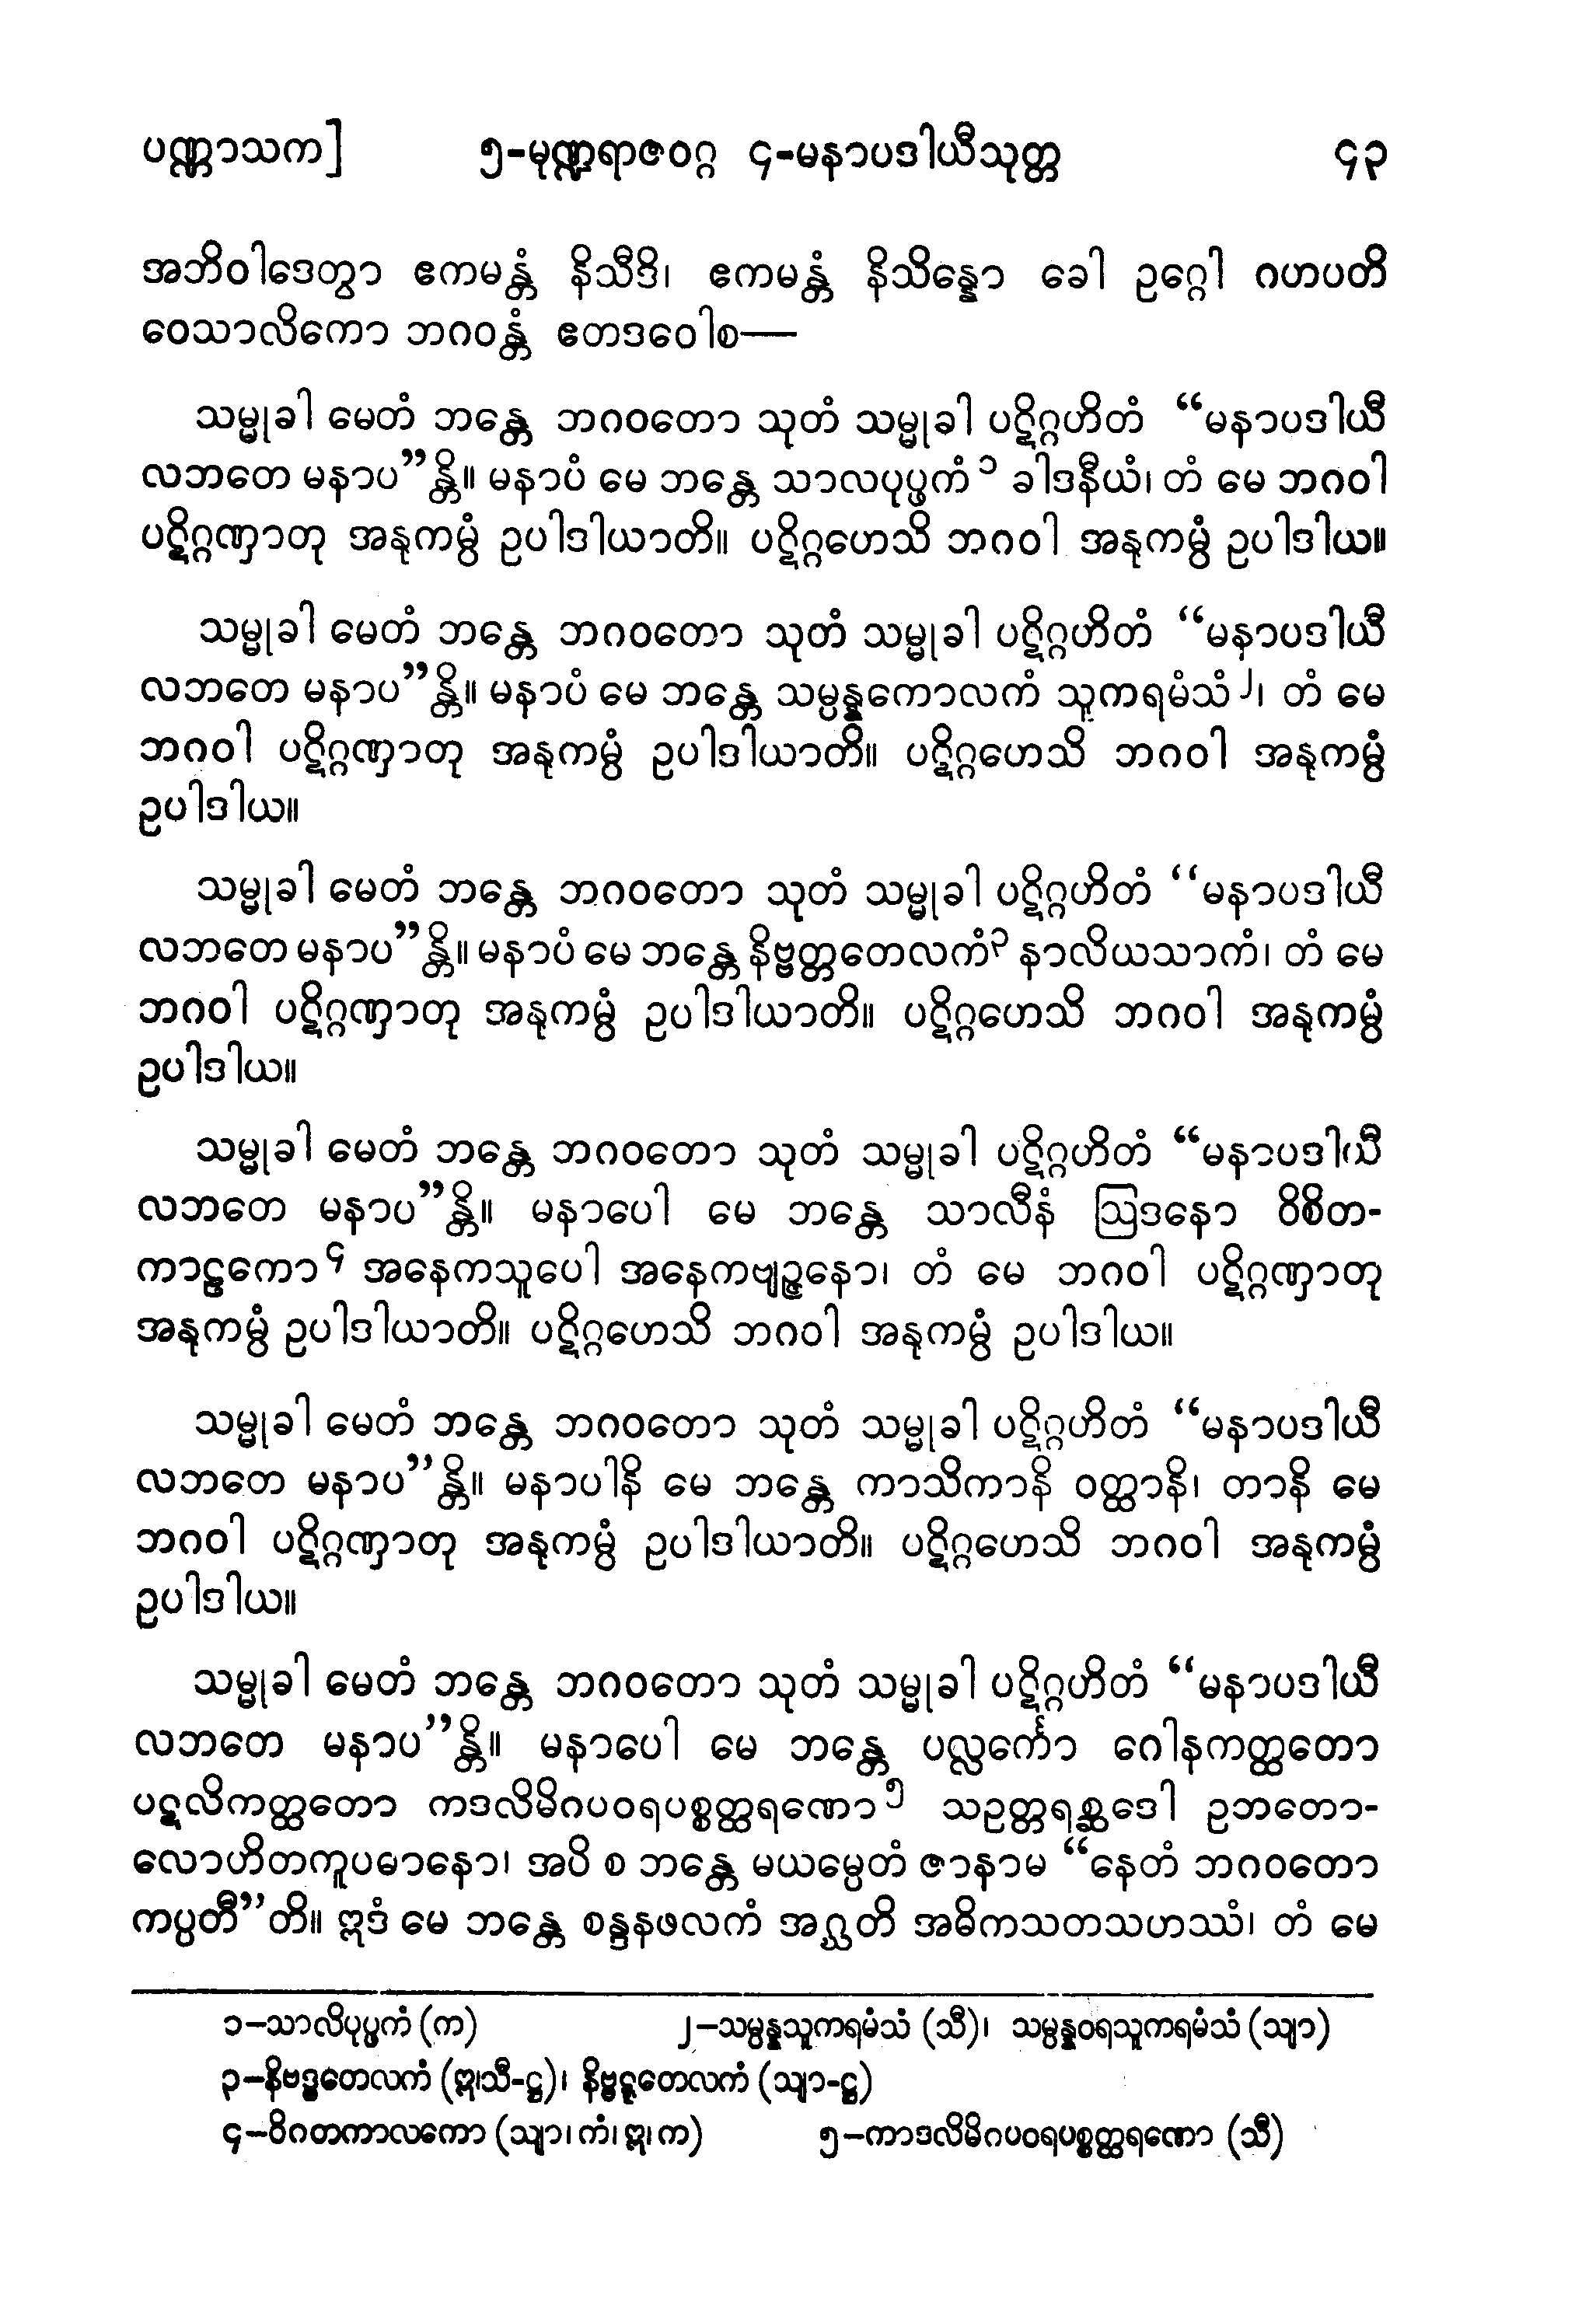 ပဏ္ဏာသက] ၅-မုဏ္ဍရာဇဝဂ္ဂ ၄-မနာပဒါယီသုတ္တ ၄၃
အဘိဝါဒေတွာ ဧကမန္တံ နိသီဒိ၊ ဧကမန္တံ နိသိန္နော ခေါ ဥဂ္ဂေါ ဂဟပတိ
ဝေသာလိကော ဘဂဝန္တံ ဧတဒဝေါစ—
သမ္မုခါ မေတံ ဘန္တေ ဘဂဝတော သုတံ သမ္မုခါ ပဋိဂ္ဂဟိတံ “မနာပဒါယီ
လဘတေ မနာပ”န္တိ။ မနာပံ မေ ဘန္တေ သာလပုပ္ဖကံ၁ ခါဒနီယံ၊ တံ မေ ဘဂဝါ
ပဋိဂ္ဂဏှာတု အနုကမ္ပံ ဥပါဒါယာတိ။ ပဋိဂ္ဂဟေသိ ဘဂဝါ အနုကမ္ပံ ဥပါဒါယ။
သမ္မုခါ မေတံ ဘန္တေ ဘဂဝတော သုတံ သမ္မုခါ ပဋိဂ္ဂဟိတံ “မနာပဒါယီ
လဘတေ မနာပ”န္တိ။ မနာပံ မေ ဘန္တေ သမ္ပန္နကောလကံ သူကရမံသံ၂၊ တံ မေ
ဘဂဝါ ပဋိဂ္ဂဏှာတု အနုကမ္ပံ ဥပါဒါယာတိ။ ပဋိဂ္ဂဟေသိ ဘဂဝါ အနုကမ္ပံ
ဥပါဒါယ။
သမ္မုခါ မေတံ ဘန္တေ ဘဂဝတော သုတံ သမ္မုခါ ပဋိဂ္ဂဟိတံ “မနာပဒါယီ
လဘတေ မနာပ”န္တိ။ မနာပံ မေ ဘန္တေ နိဗ္ဗတ္တတေလကံ၃ နာလိယသာကံ၊ တံ မေ
ဘဂဝါ ပဋိဂ္ဂဏှာတု အနုကမ္ပံ ဥပါဒါယာတိ။ ပဋိဂ္ဂဟေသိ ဘဂဝါ အနုကမ္ပံ
ဥပါဒါယ။
သမ္မုခါ မေတံ ဘန္တေ ဘဂဝတော သုတံ သမ္မုခါ ပဋိဂ္ဂဟိတံ “မနာပဒါယီ
လဘတေ မနာပ”န္တိ။ မနာပေါ မေ ဘန္တေ သာလီနံ ဩဒနော ဝိစိတ-
ကာဠကော၄ အနေကသူပေါ အနေကဗျဉ္ဇနော၊ တံ မေ ဘဂဝါ ပဋိဂ္ဂဏှာတု
အနုကမ္ပံ ဥပါဒါယာတိ။ ပဋိဂ္ဂဟေသိ ဘဂဝါ အနုကမ္ပံ ဥပါဒါယ။
သမ္မုခါ မေတံ ဘန္တေ ဘဂဝတော သုတံ သမ္မုခါ ပဋိဂ္ဂဟိတံ “မနာပဒါယီ
လဘတေ မနာပ”န္တိ။ မနာပါနိ မေ ဘန္တေ ကာသိကာနိ ဝတ္ထာနိ၊ တာနိ မေ
ဘဂဝါ ပဋိဂ္ဂဏှာတု အနုကမ္ပံ ဥပါဒါယာတိ။ ပဋိဂ္ဂဟေသိ ဘဂဝါ အနုကမ္ပံ
ဥပါဒါယ။
သမ္မုခါ မေတံ ဘန္တေ ဘဂဝတော သုတံ သမ္မုခါ ပဋိဂ္ဂဟိတံ “မနာပဒါယီ
လဘတေ မနာပ”န္တိ။ မနာပေါ မေ ဘန္တေ ပလ္လင်္ကော ဂေါနကတ္ထတော
ပဋလိကတ္ထတော ကဒလိမိဂပဝရပစ္စတ္ထရဏော၅ သဥတ္တရစ္ဆဒေါ ဥဘတော-
လောဟိတကူပဓာနော၊ အပိ စ ဘန္တေ မယမ္ပေတံ ဇာနာမ “နေတံ ဘဂဝတော
ကပ္ပတီ”တိ။ ဣဒံ မေ ဘန္တေ စန္ဒနဖလကံ အဂ္ဃတိ အဓိကသတသဟဿံ၊ တံ မေ
၁−သာလိပုပ္ဖကံ (က) ၂−သမ္ပန္နသူကရမံသံ (သီ)၊ သမ္ပန္နဝရသူကရမံသံ (သျာ)
၃−နိဗဒ္ဓတေလကံ (ဣ၊သီ-ဋ္ဌ)၊ နိဗ္ဗဋ္ဋတေလကံ (သျာ-ဋ္ဌ)
၄−ဝိဂတကာလကော (သျာ၊ ကံ၊ ဣ၊ က) ၅−ကာဒလိမိဂပဝရပစ္စတ္ထရဏော (သီ)